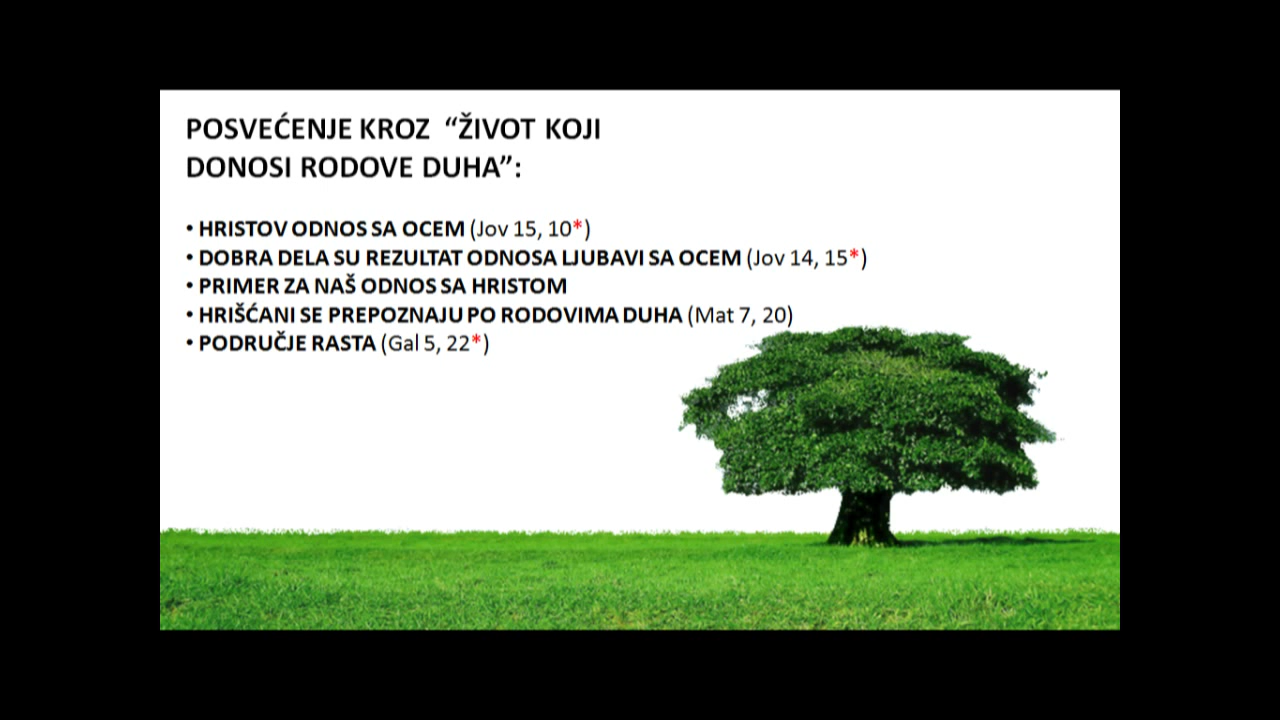 POSVEĆENJE KROZ “ŽIVOT KOJI
DONOSI RODOVE DUHA”:
• HRISTOV ODNOS SA OCEM (Jov 15, 10*)
• DOBRA DELA SU REZULTAT ODNOSA LJUBAVI SA OCEM (Jov 14, 15*)
• PRIMER ZA NAŠ ODNOS SA HRISTOM
• HRIŠĆANI SE PREPOZNAJU PO RODOVIMA DUHA (Mat 7, 20)
• PODRUČJE RASTA (Gal 5, 22*)